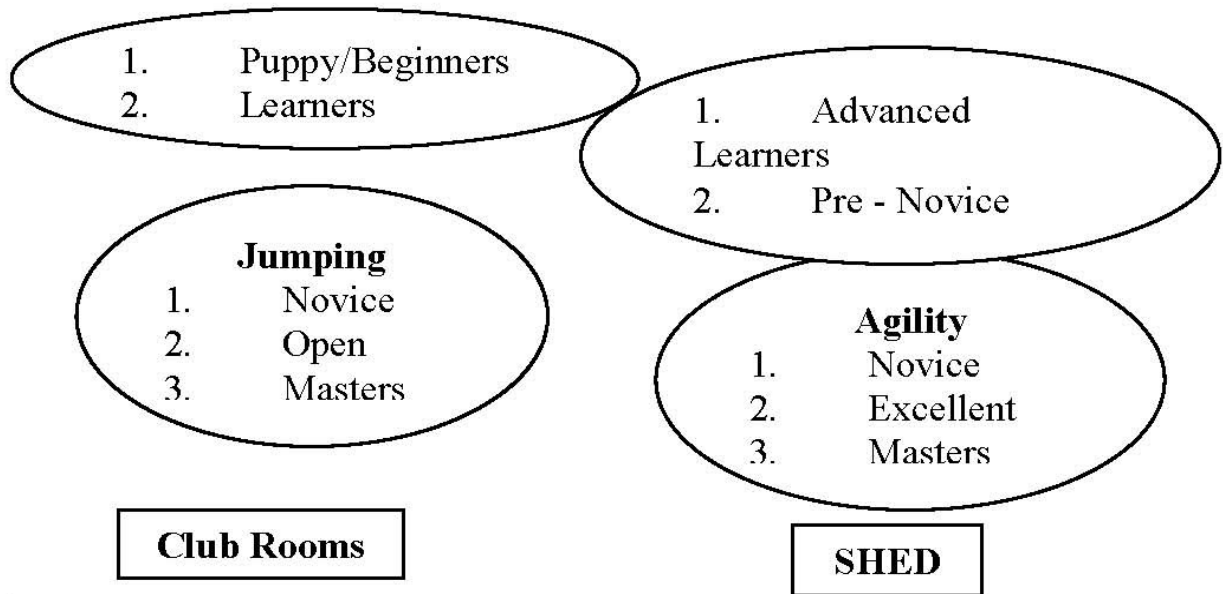 1. Puppy/Beginners
2. Learners
1. Advanced
Learners
2. Pre - Novice
Jumping
1. Novice
2. Open
3. Masters
Agility
1. Novice
2. Excellent
3. Masters
Club Rooms
SHED